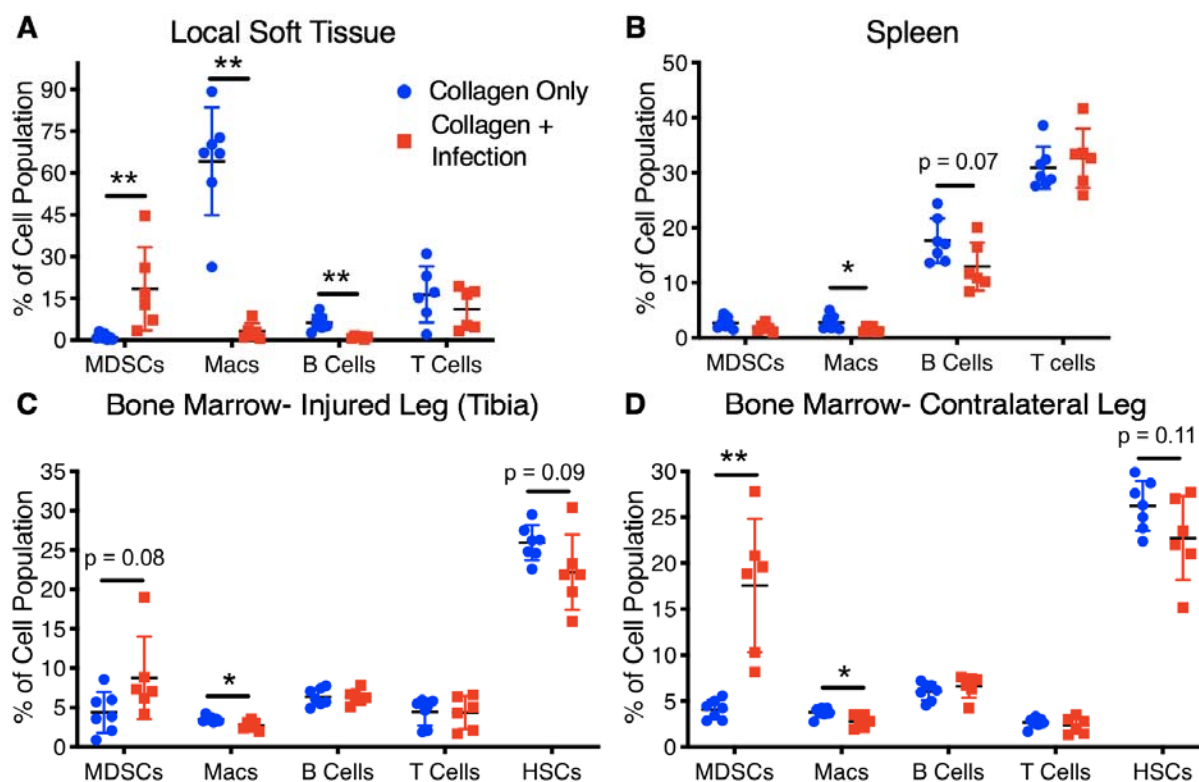 A Local Soft Tissue
% of Cell Population
90
75
60
45
30
15
0
**
**
**
Collagen Only
Collagen +
Infection
MDSCs Macs B Cells T Cells
B Spleen
% of Cell Population
50
40
30
20
10
0
*
p = 0.07
MDSCs Macs B Cells T cells
C Bone Marrow- Injured Leg (Tibia)
% of Cell Population
35
30
25
20
15
10
5
0
p = 0.08
*
p = 0.09
MDSCs Macs B Cells T Cells HSCs
D Bone Marrow- Contralateral Leg
% of Cell Population
30
25
20
15
10
5
0
**
*
p = 0.11
MDSCs Macs B Cells T Cells HSCs